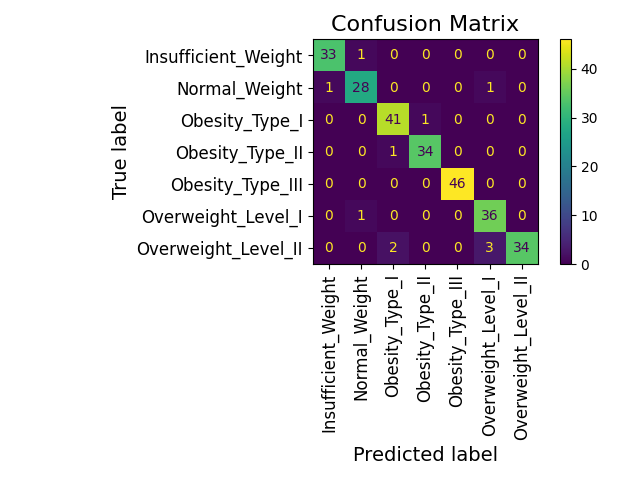 Confusion Matrix
True label
Insufficient_Weight 33 1 0 0 0 0 0
Normal_Weight 1 28 0 0 0 1 0
Obesity_Type_I 0 0 41 1 0 0 0
Obesity_Type_II 0 0 1 34 0 0 0
Obesity_Type_III 0 0 0 0 46 0 0
Overweight_Level_I 0 1 0 0 0 36 0
Overweight_Level_II 0 0 2 0 0 3 34
Insufficient_Weight
Normal_Weight
Obesity_Type_I
Obesity_Type_II
Obesity_Type_III
Overweight_Level_I
Overweight_Level_II
Predicted label
40
30
20
10
0